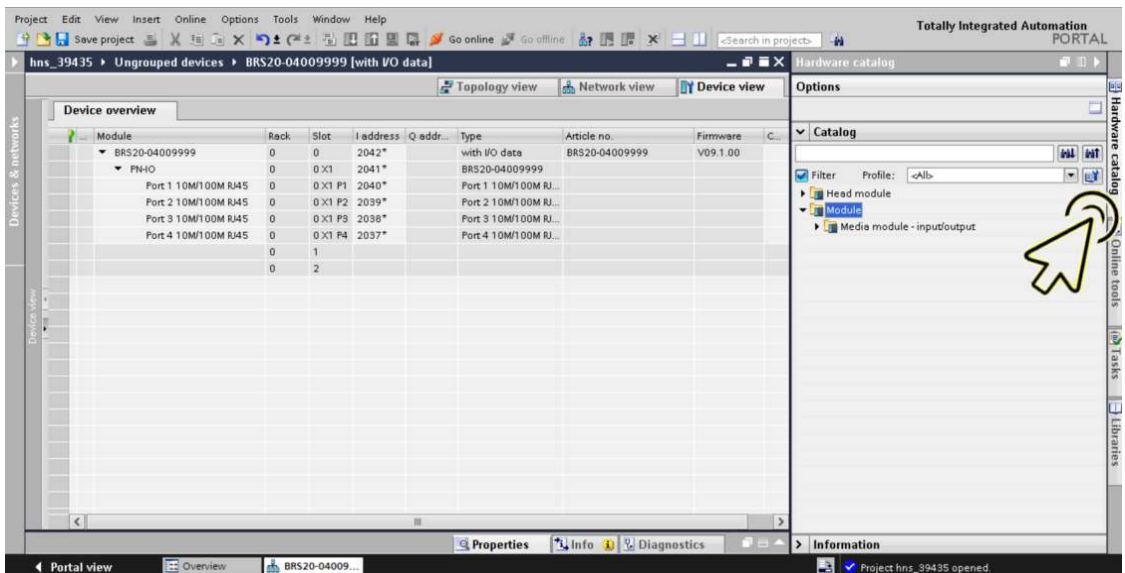 Project Edit View Insert Online Options Tools Window Help
Totally Integrated Automation
PORTAL
Save project Go online Go offline <Search in project>
hns_39435 ▸ Ungrouped devices ▸ BRS20-04009999 [with I/O data]
Hardware catalog
Topology view Network view Device view
Options
Device overview
Module Rack Slot I address Q addr... Type Article no. Firmware C...
BRS20-04009999 0 0 2042* with I/O data BRS20-04009999 V09.1.00
PN-IO 0 0 X1 2041* BRS20-04009999
Port 1 10M/100M RJ45 0 0 X1 P1 2040* Port 1 10M/100M RJ...
Port 2 10M/100M RJ45 0 0 X1 P2 2039* Port 2 10M/100M RJ...
Port 3 10M/100M RJ45 0 0 X1 P3 2038* Port 3 10M/100M RJ...
Port 4 10M/100M RJ45 0 0 X1 P4 2037* Port 4 10M/100M RJ...
0 1
0 2
Catalog
Filter Profile: <All>
Head module
Module
Media module - input/output
Information
Devices & networks
Device view
Hardware catalog
Online tools
Tasks
Libraries
Properties Info Diagnostics
Portal view Overview BRS20-04009... Project hns_39435 opened.